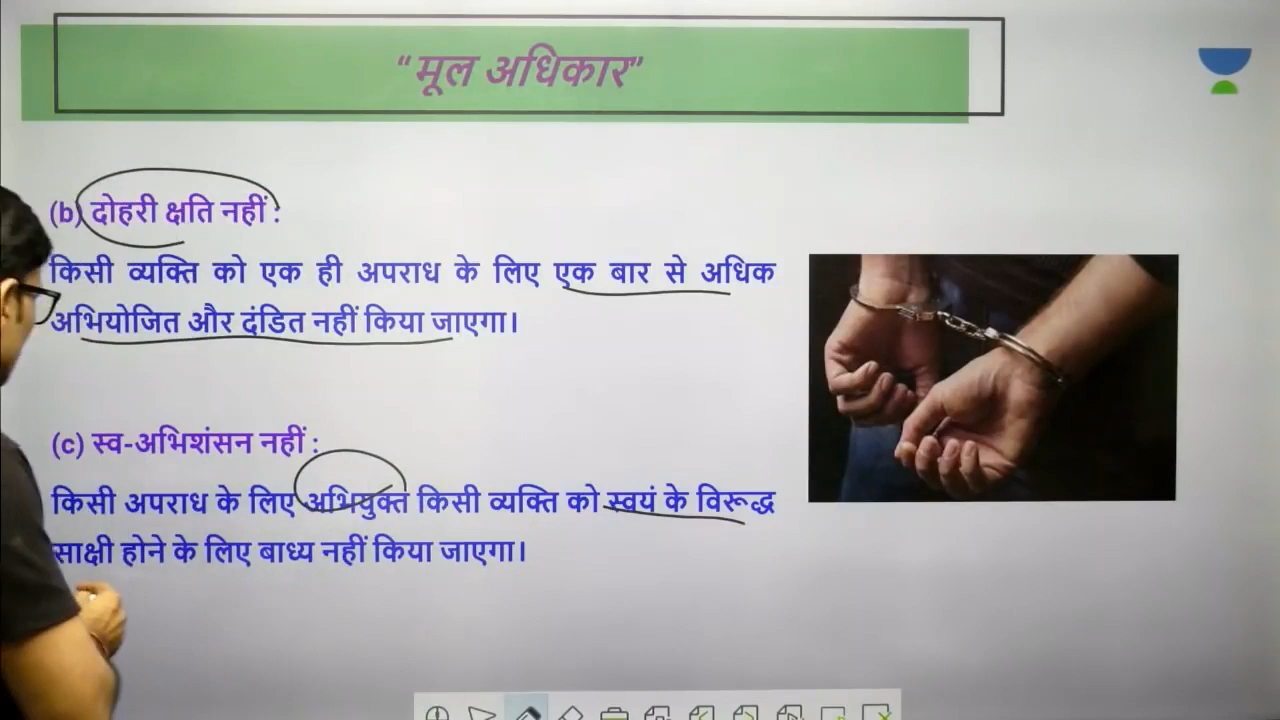 “मूल अधिकार”
(b) दोहरी क्षति नहीं :
किसी व्यक्ति को एक ही अपराध के लिए एक बार से अधिक
अभियोजित और दंडित नहीं किया जाएगा।
(c) स्व-अभिशंसन नहीं :
किसी अपराध के लिए अभियुक्त किसी व्यक्ति को स्वयं के विरूद्ध
साक्षी होने के लिए बाध्य नहीं किया जाएगा।